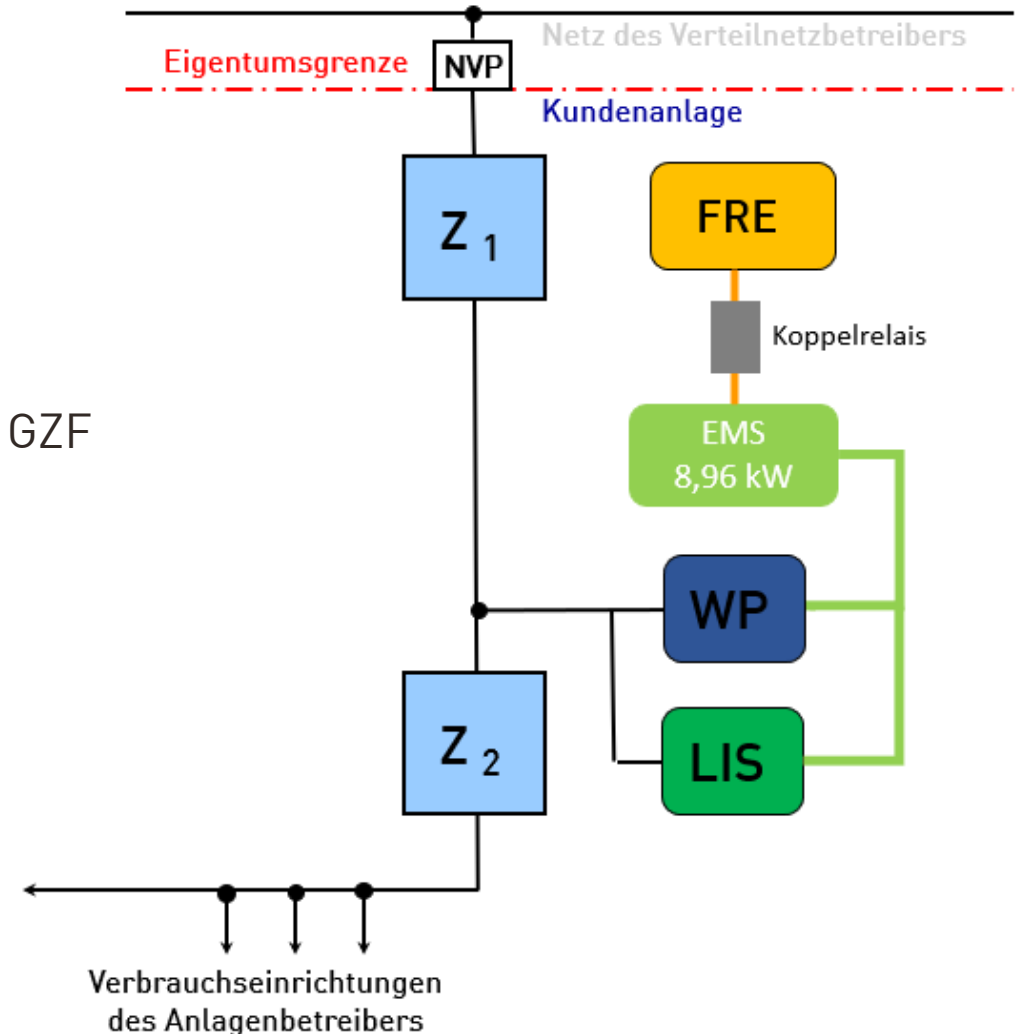 Netz des Verteilnetzbetreibers
Eigentumsgrenze
NVP
Kundenanlage
Z 1
FRE
Koppelrelais
GZF
EMS
8,96 kW
WP
Z 2
LIS
Verbrauchseinrichtungen
des Anlagenbetreibers